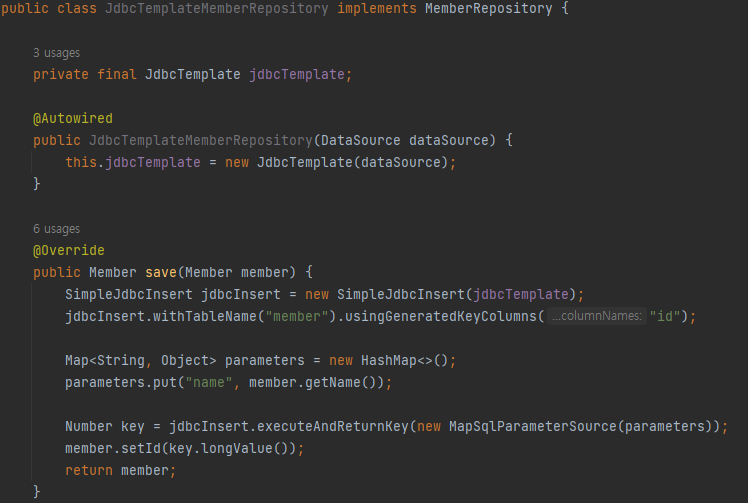 public class JdbcTemplateMemberRepository implements MemberRepository {
3 usages
private final JdbcTemplate jdbcTemplate;
@Autowired
public JdbcTemplateMemberRepository(DataSource dataSource) {
this.jdbcTemplate = new JdbcTemplate(dataSource);
}
6 usages
@Override
public Member save(Member member) {
SimpleJdbcInsert jdbcInsert = new SimpleJdbcInsert(jdbcTemplate);
jdbcInsert.withTableName("member").usingGeneratedKeyColumns( ...columnNames: "id");
Map<String, Object> parameters = new HashMap<>();
parameters.put("name", member.getName());
Number key = jdbcInsert.executeAndReturnKey(new MapSqlParameterSource(parameters));
member.setId(key.longValue());
return member;
}